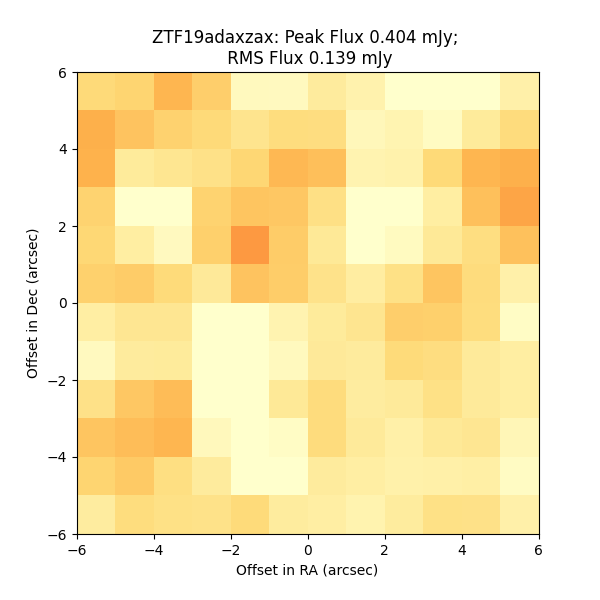 ZTF19adaxzax: Peak Flux 0.404 mJy;
RMS Flux 0.139 mJy
6
4
2
0
−2
−4
−6
Offset in Dec (arcsec)
−6 −4 −2 0 2 4 6
Offset in RA (arcsec)